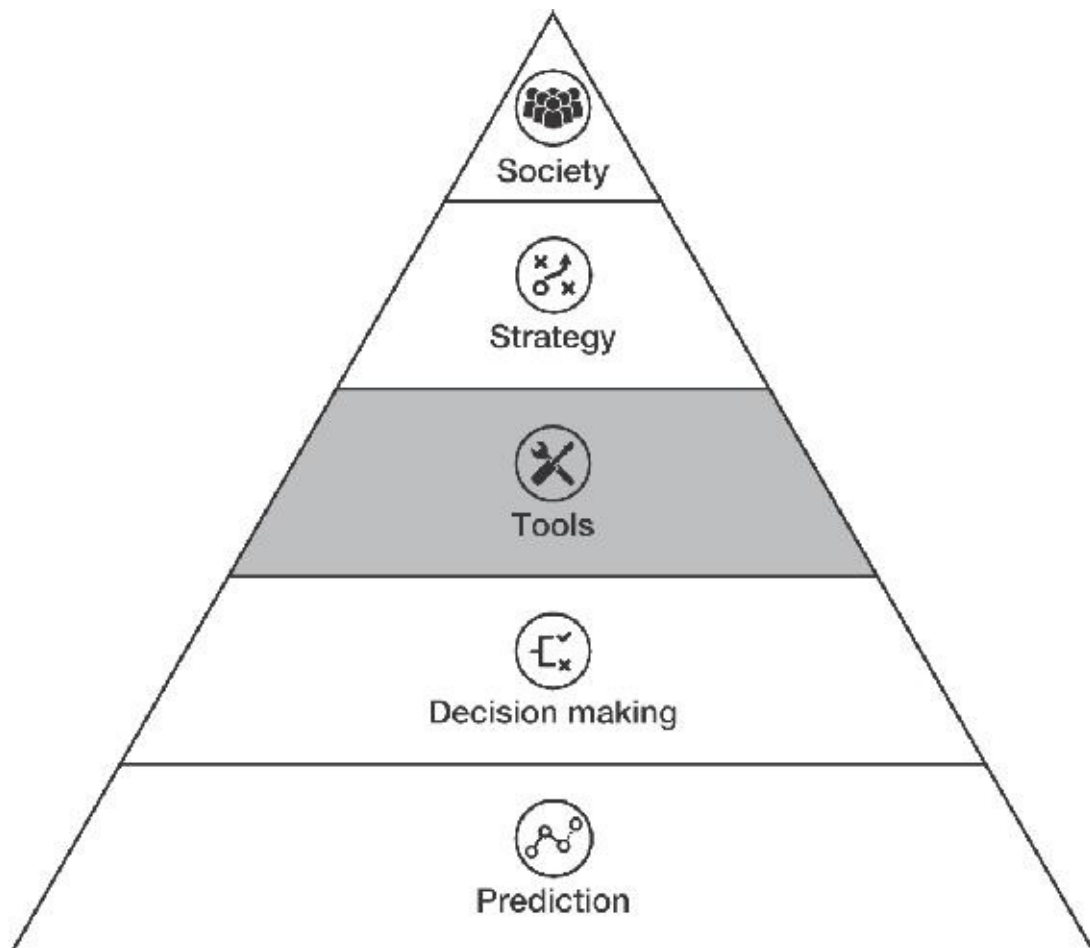 Society
Strategy
Tools
Decision making
Prediction